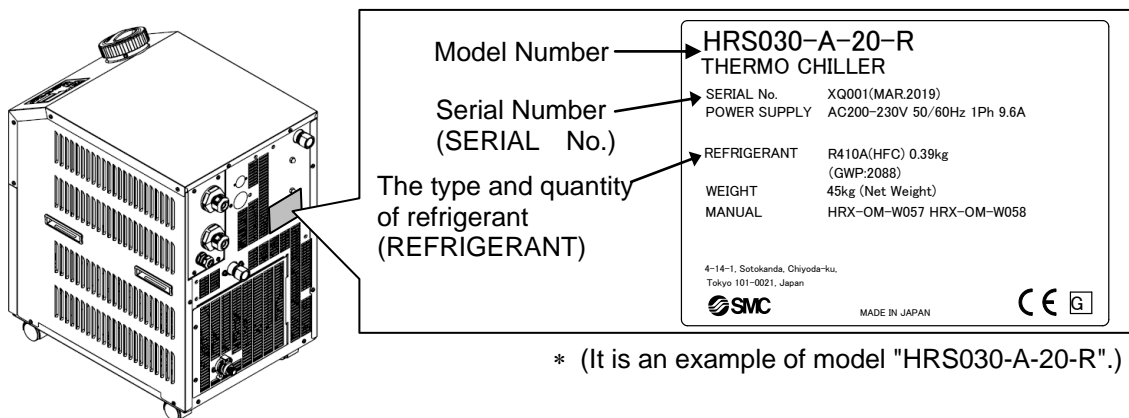 Model Number
Serial Number
(SERIAL No.)
The type and quantity
of refrigerant
(REFRIGERANT)
HRS030-A-20-R
THERMO CHILLER
SERIAL No. XQ001(MAR.2019)
POWER SUPPLY AC200-230V 50/60Hz 1Ph 9.6A
REFRIGERANT R410A(HFC) 0.39kg
(GWP:2088)
WEIGHT 45kg (Net Weight)
MANUAL HRX-OM-W057 HRX-OM-W058
4-14-1, Sotokanda, Chiyoda-ku,
Tokyo 101-0021, Japan
SMC MADE IN JAPAN CE G
* (It is an example of model "HRS030-A-20-R".)